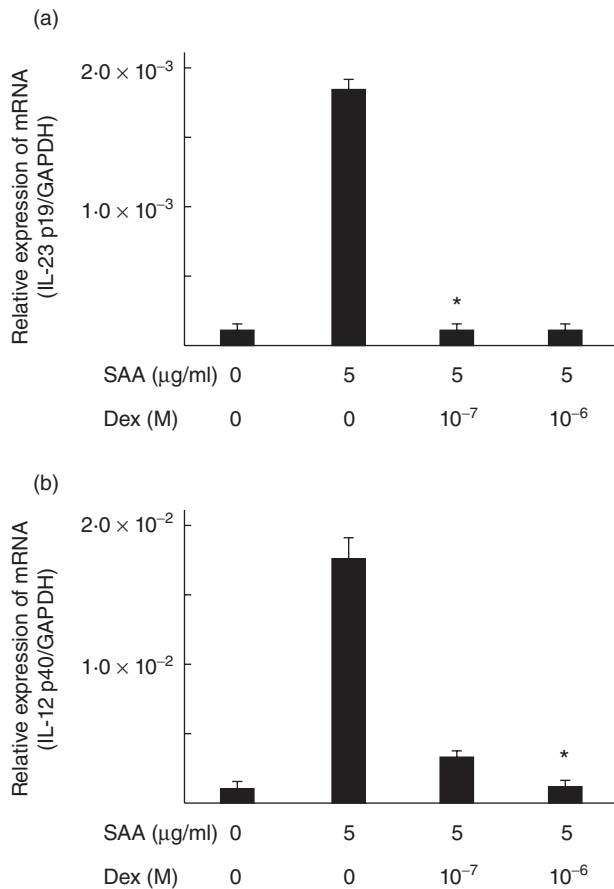 (a)
Relative expression of mRNA
(IL-23 p19/GAPDH)
2·0 × 10⁻³
1·0 × 10⁻³
*
SAA (μg/ml) 0 5 5 5
Dex (M) 0 0 10⁻⁷ 10⁻⁶
(b)
Relative expression of mRNA
(IL-12 p40/GAPDH)
2·0 × 10⁻²
1·0 × 10⁻²
*
SAA (μg/ml) 0 5 5 5
Dex (M) 0 0 10⁻⁷ 10⁻⁶